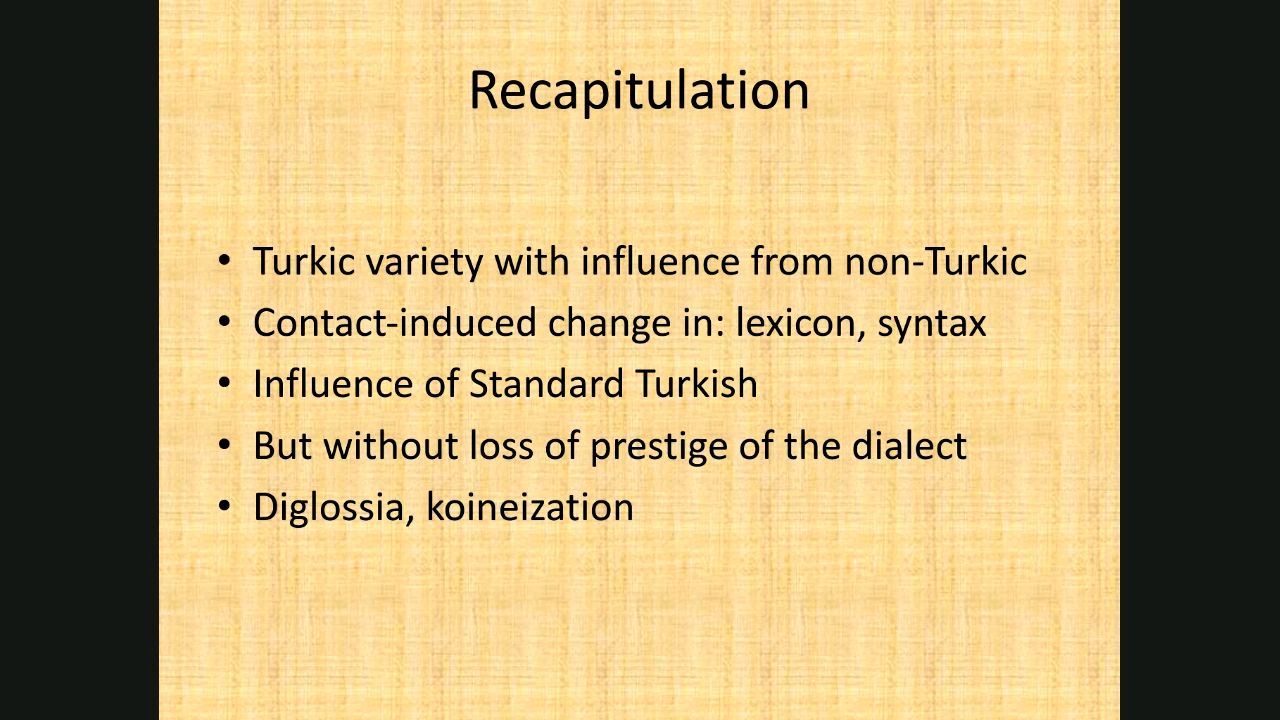 Recapitulation
• Turkic variety with influence from non-Turkic
• Contact-induced change in: lexicon, syntax
• Influence of Standard Turkish
• But without loss of prestige of the dialect
• Diglossia, koineization